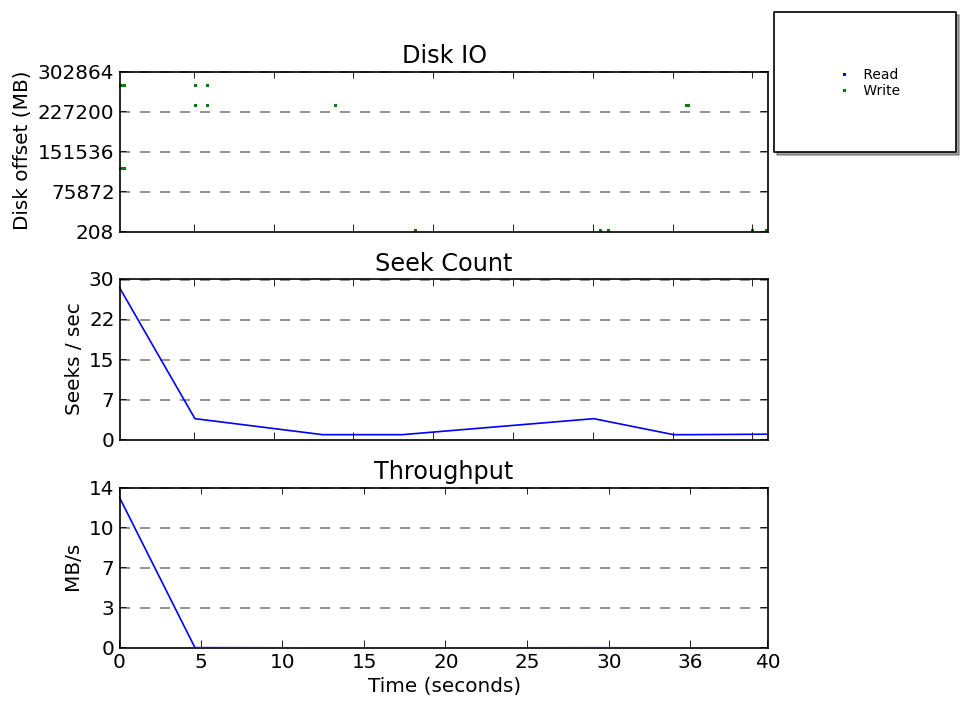 Disk IO
Disk offset (MB)
302864
227200
151536
75872
208
Read
Write
Seek Count
Seeks / sec
30
22
15
7
0
Throughput
MB/s
14
10
7
3
0
0 5 10 15 20 25 30 36 40
Time (seconds)